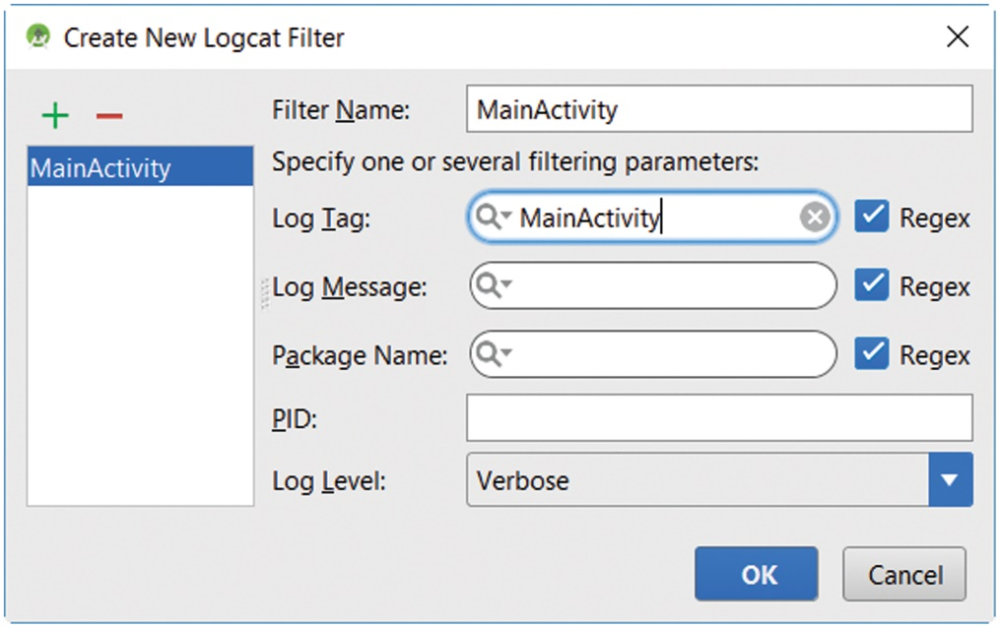 Create New Logcat Filter
Filter Name: MainActivity
MainActivity
Specify one or several filtering parameters:
Log Tag: MainActivity Regex
Log Message: Regex
Package Name: Regex
PID:
Log Level: Verbose
OK Cancel